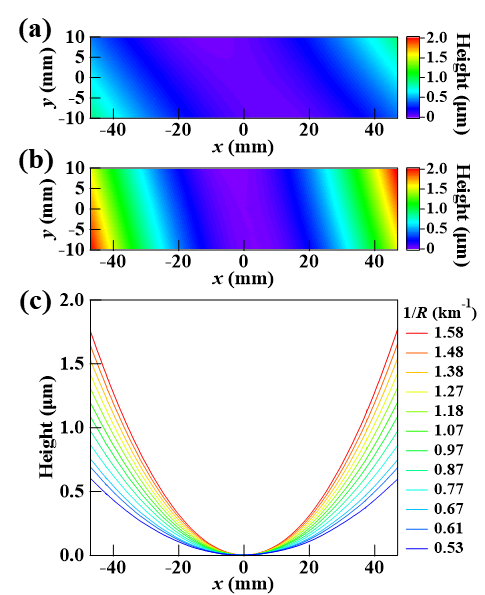 (a)
10
5
0
-5
-10
y (mm)
-40 -20 0 20 40
x (mm)
2.0
1.5
1.0
0.5
0
Height (μm)
(b)
10
5
0
-5
-10
y (mm)
-40 -20 0 20 40
x (mm)
2.0
1.5
1.0
0.5
0
Height (μm)
(c)
2.0
1.5
1.0
0.5
0.0
Height (μm)
-40 -20 0 20 40
x (mm)
1/R (km⁻¹)
1.58
1.48
1.38
1.27
1.18
1.07
0.97
0.87
0.77
0.67
0.61
0.53